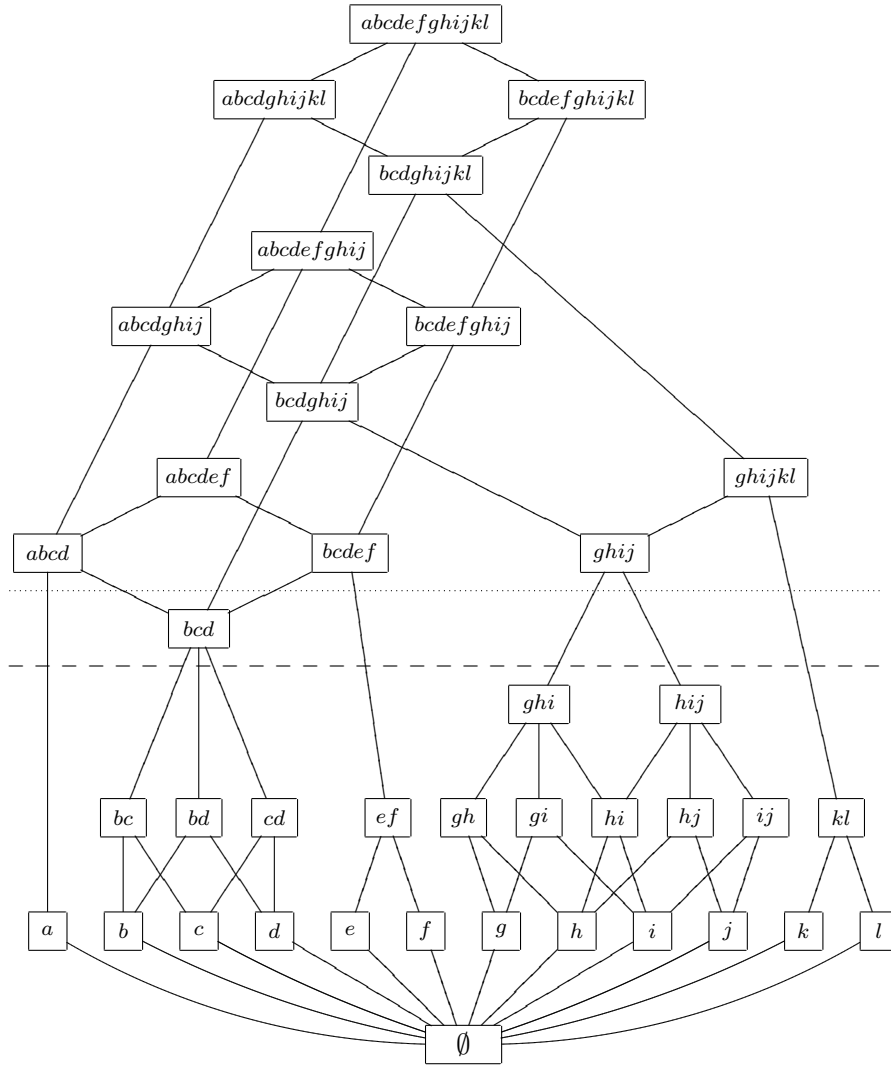 abcdefghijkl
abcdghijkl bcdefghijkl
bcdghijkl
abcdefghij
abcdghij bcdefghij
bcdghij
abcdef ghijkl
abcd bcdef ghij
bcd
ghi hij
bc bd cd ef gh gi hi hj ij kl
a b c d e f g h i j k l
∅